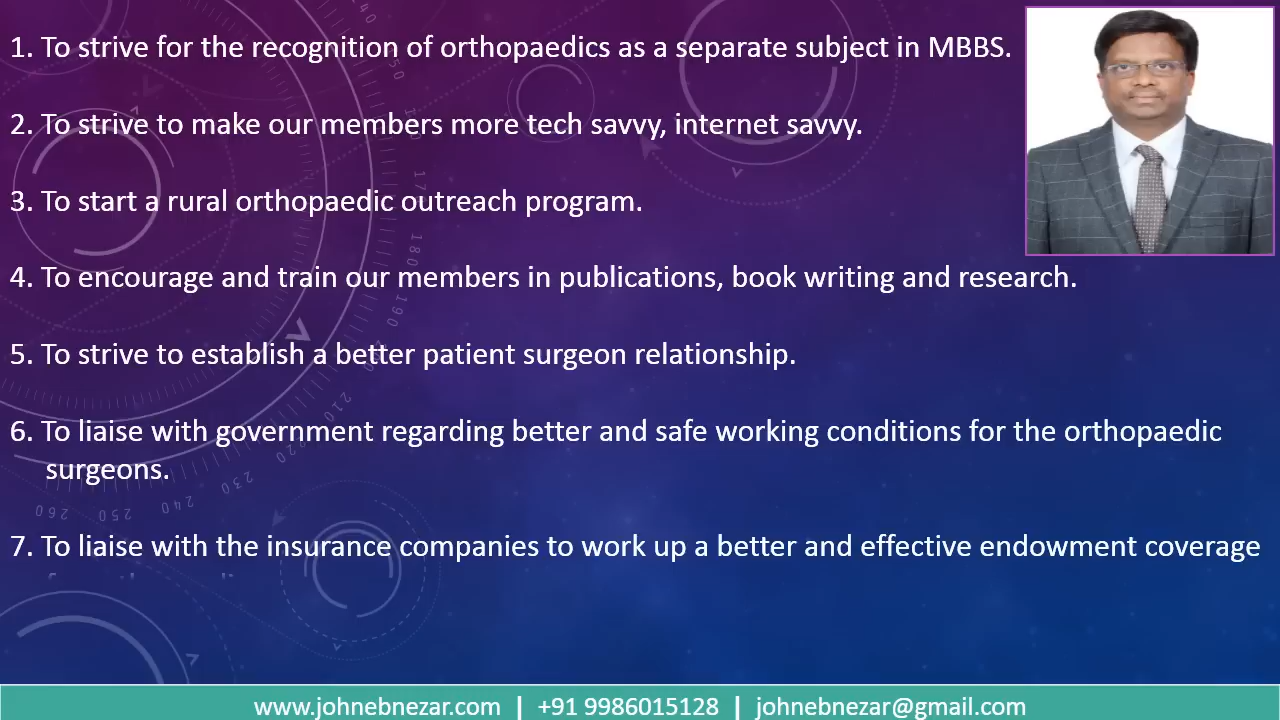 1. To strive for the recognition of orthopaedics as a separate subject in MBBS.
2. To strive to make our members more tech savvy, internet savvy.
3. To start a rural orthopaedic outreach program.
4. To encourage and train our members in publications, book writing and research.
5. To strive to establish a better patient surgeon relationship.
6. To liaise with government regarding better and safe working conditions for the orthopaedic
surgeons.
7. To liaise with the insurance companies to work up a better and effective endowment coverage
www.johnebnezar.com | +91 9986015128 | johnebnezar@gmail.com